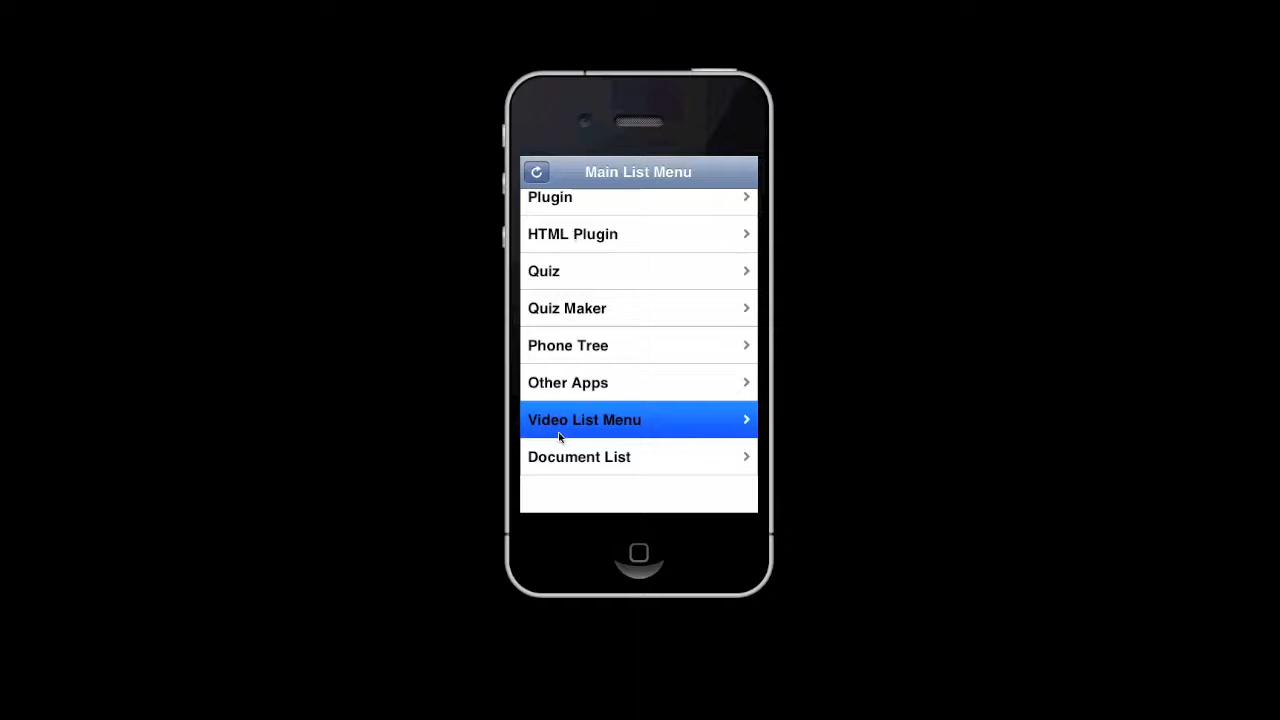 Main List Menu
Plugin
HTML Plugin
Quiz
Quiz Maker
Phone Tree
Other Apps
Video List Menu
Document List